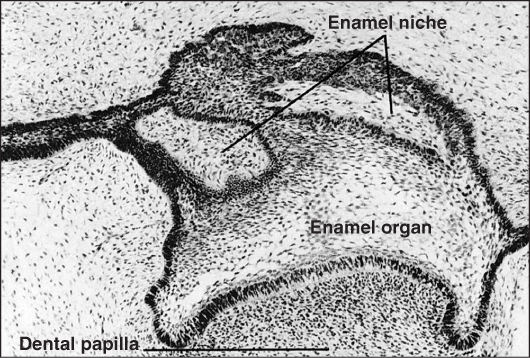 Enamel niche
Enamel organ
Dental papilla